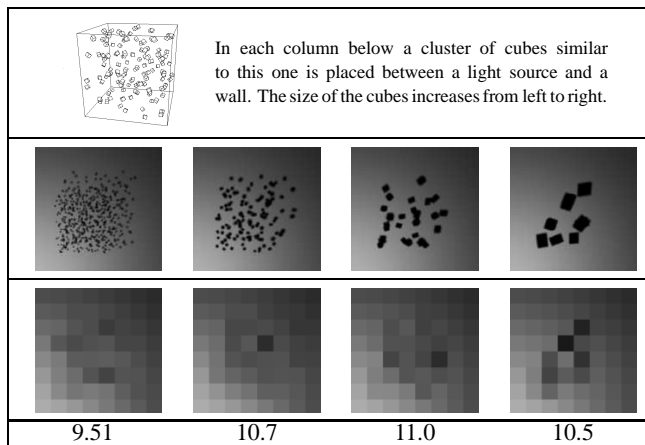 In each column below a cluster of cubes similar
to this one is placed between a light source and a
wall. The size of the cubes increases from left to right.
9.51 10.7 11.0 10.5